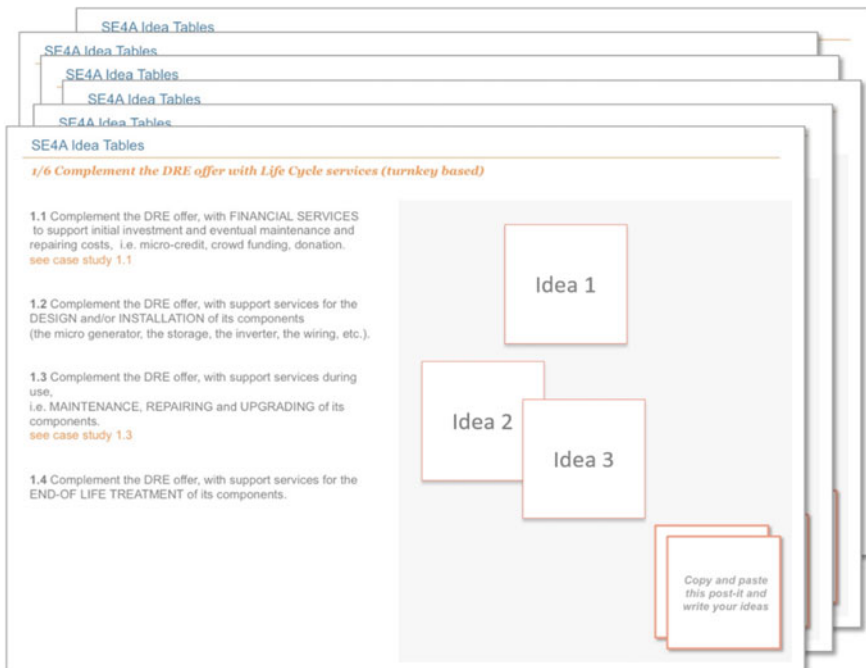 SE4A Idea Tables
SE4A Idea Tables
SE4A Idea Tables
SE4A Idea Tables
SE4A Idea Tables
SE4A Idea Tables
1/6 Complement the DRE offer with Life Cycle services (turnkey based)
1.1 Complement the DRE offer, with FINANCIAL SERVICES
to support initial investment and eventual maintenance and
repairing costs, i.e. micro-credit, crowd funding, donation.
see case study 1.1
1.2 Complement the DRE offer, with support services for the
DESIGN and/or INSTALLATION of its components
(the micro generator, the storage, the inverter, the wiring, etc.).
1.3 Complement the DRE offer, with support services during
use,
i.e. MAINTENANCE, REPAIRING and UPGRADING of its
components.
see case study 1.3
1.4 Complement the DRE offer, with support services for the
END-OF LIFE TREATMENT of its components.
Idea 1
Idea 2
Idea 3
Copy and paste
this post-it and
write your ideas